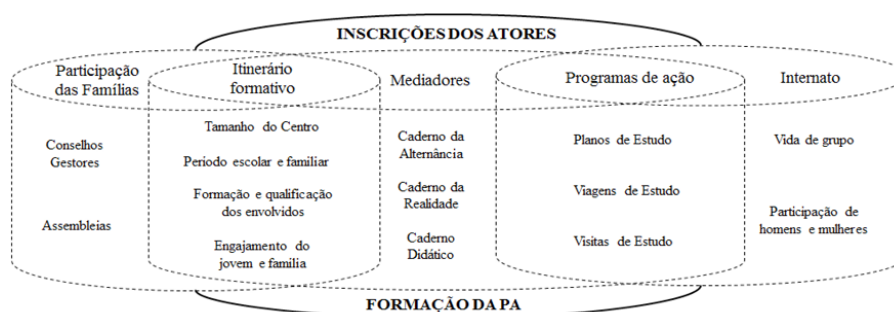 INSCRIÇÕES DOS ATORES
Participação
das Famílias
Itinerário
formativo
Mediadores
Programas de ação
Internato
Conselhos
Gestores
Assembleias
Tamanho do Centro
Periodo escolar e familiar
Formação e qualificação
dos envolvidos
Engajamento do
jovem e familia
Caderno da
Alternância
Caderno da
Realidade
Caderno
Didático
Planos de Estudo
Viagens de Estudo
Visitas de Estudo
Vida de grupo
Participação de
homens e mulheres
FORMAÇÃO DA PA